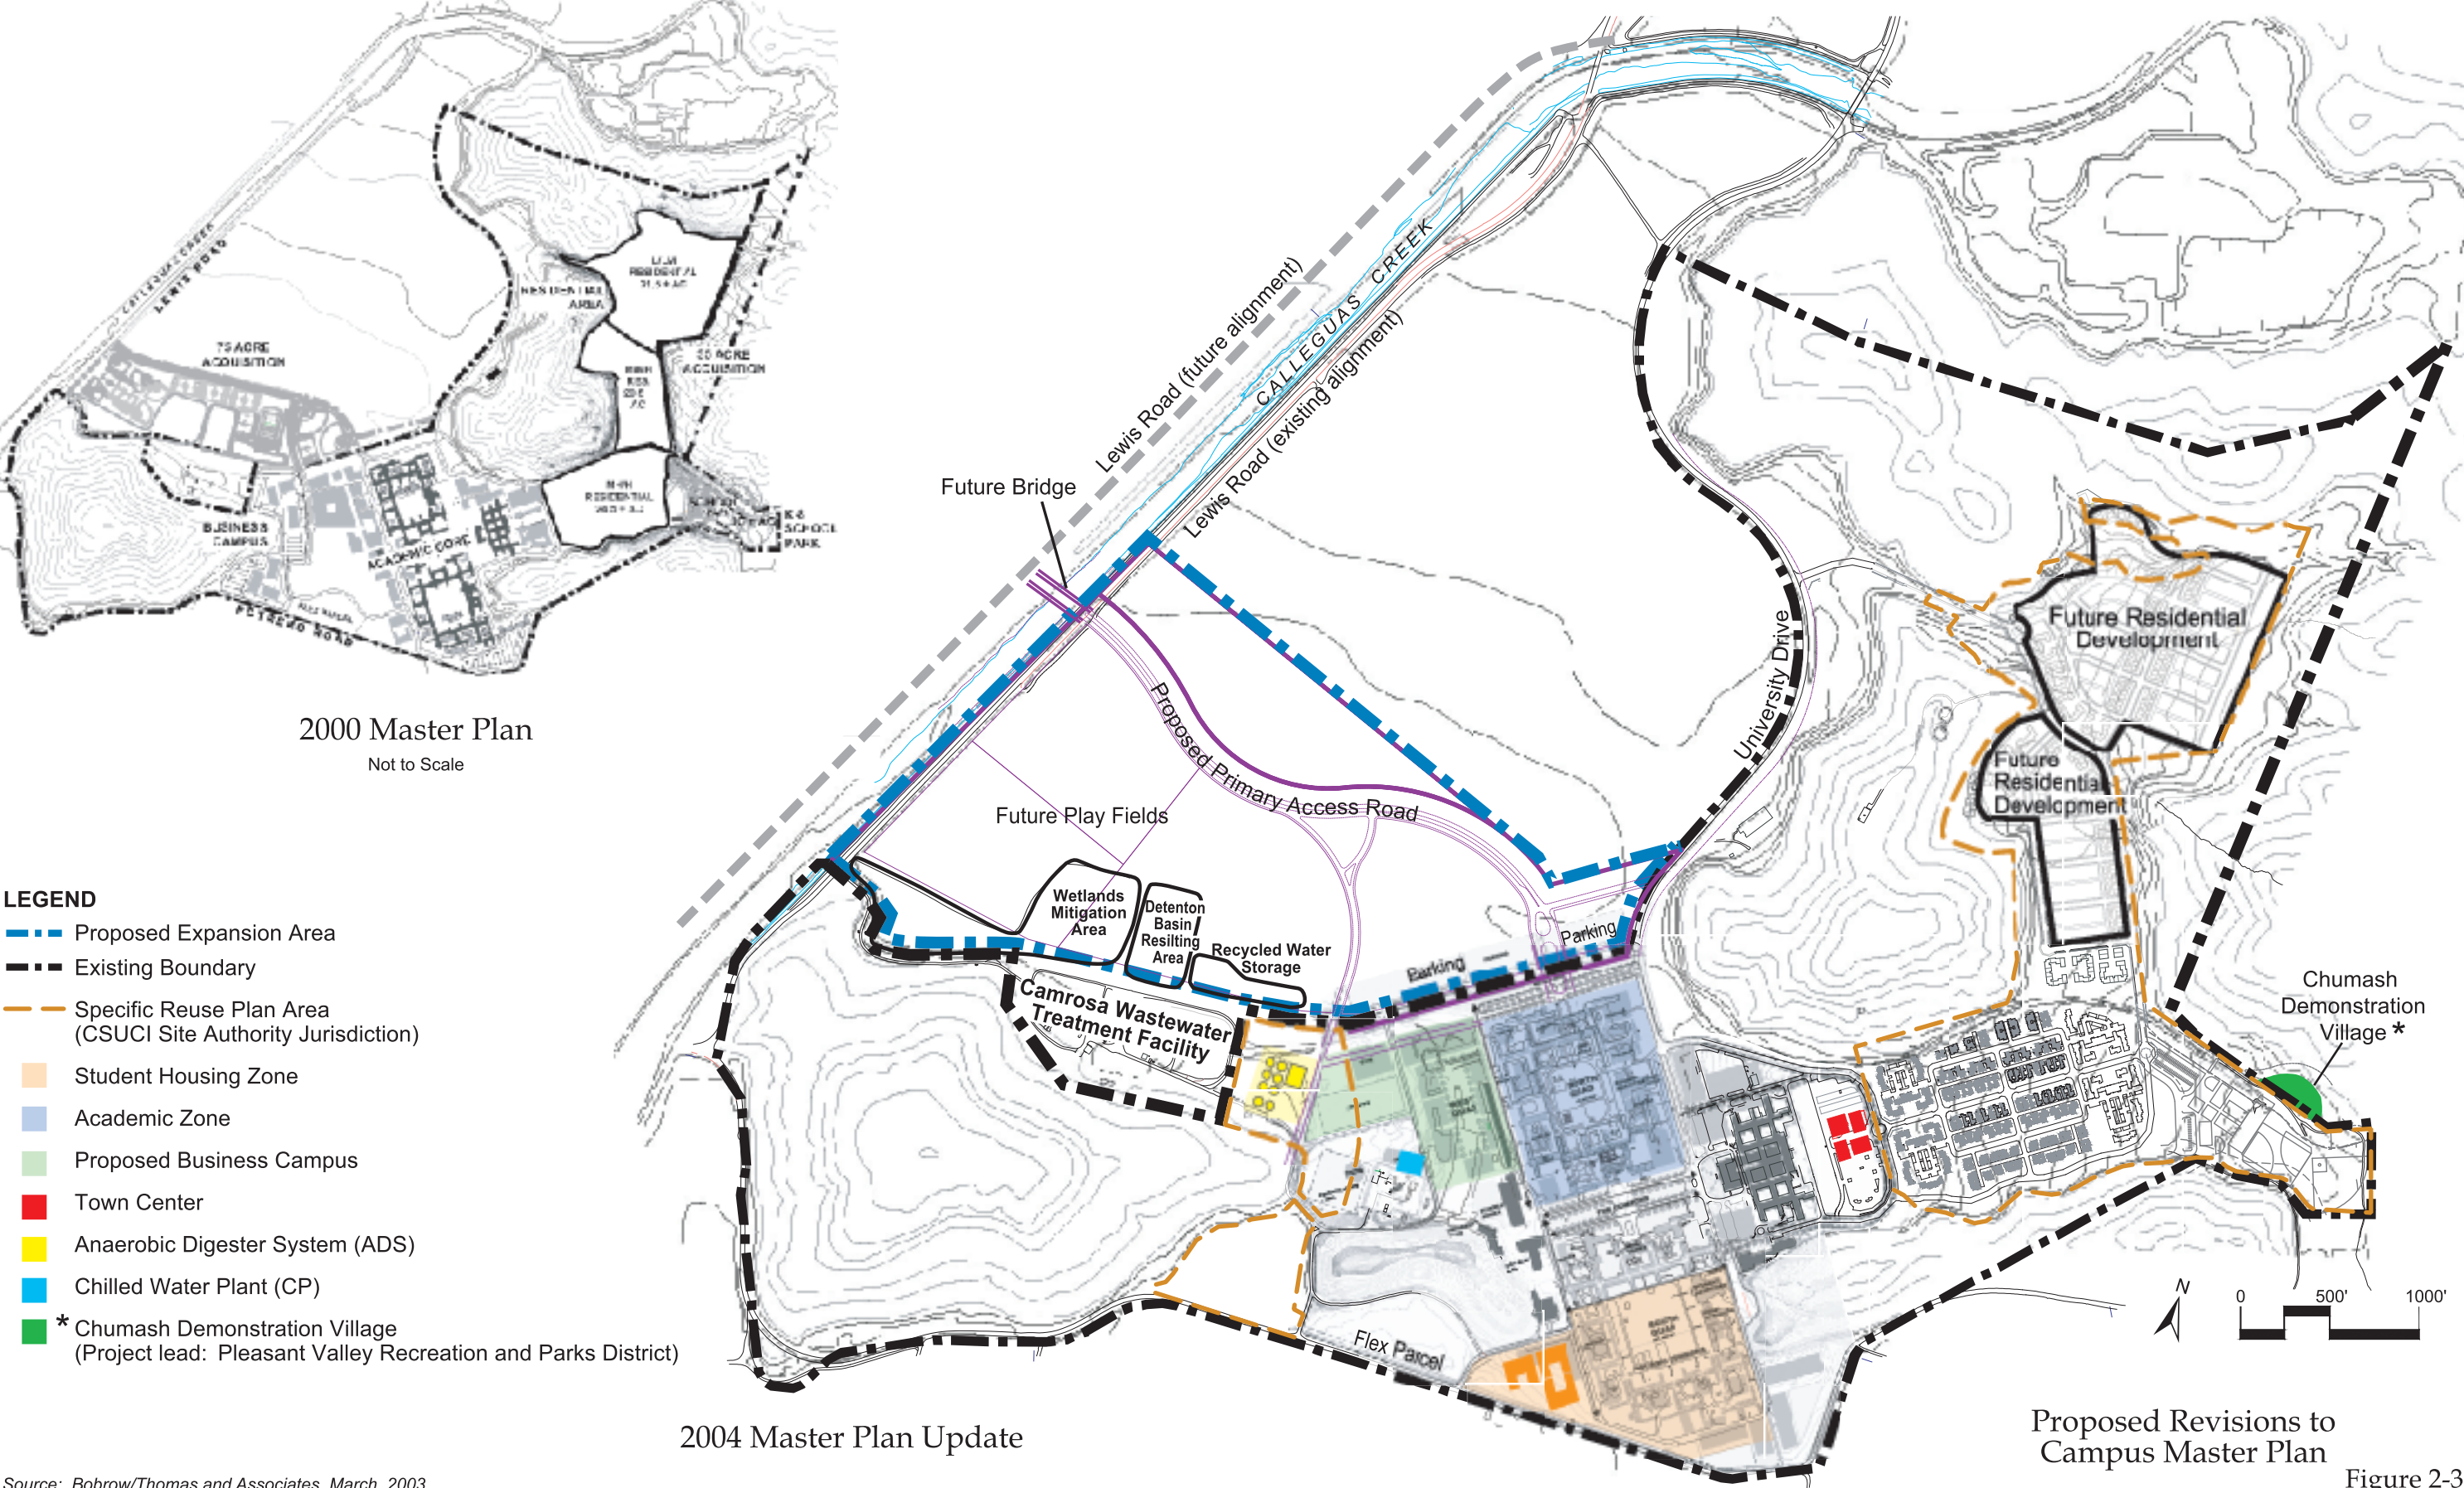 CALLEGUAS CREEK
LEWIS ROAD
75 ACRE
ACQUISITION
RESIDENTIAL
AREA
RESIDENTIAL
ACQUISITION
RESIDENTIAL
K-8
SCHOOL
PARK
BUSINESS
CAMPUS
ACADEMIC CORE
POTRERO ROAD
2000 Master Plan
Not to Scale
Lewis Road (future alignment)
CALLEGUAS CREEK
Lewis Road (existing alignment)
Future Bridge
Proposed Primary Access Road
University Drive
Future Play Fields
Future Residential
Development
Future
Residential
Development
Wetlands
Mitigation
Area
Detenton
Basin
Resilting
Area
Recycled Water
Storage
Parking
Parking
Camrosa Wastewater
Treatment Facility
Chumash
Demonstration
Village *
Flex Parcel
LEGEND
Proposed Expansion Area
Existing Boundary
Specific Reuse Plan Area
(CSUCI Site Authority Jurisdiction)
Student Housing Zone
Academic Zone
Proposed Business Campus
Town Center
Anaerobic Digester System (ADS)
Chilled Water Plant (CP)
* Chumash Demonstration Village
(Project lead: Pleasant Valley Recreation and Parks District)
N
0 500' 1000'
2004 Master Plan Update
Proposed Revisions to
Campus Master Plan
Figure 2-3
Source: Bobrow/Thomas and Associates, March, 2003